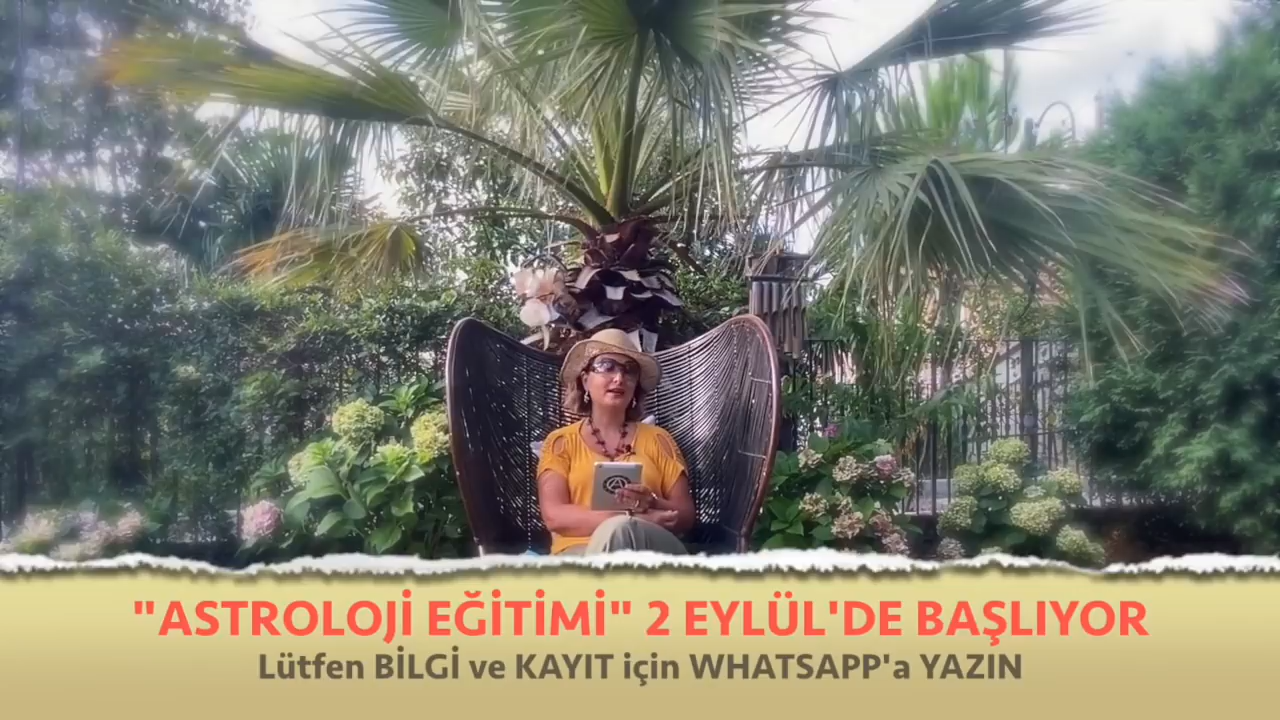 "ASTROLOJİ EĞİTİMİ" 2 EYLÜL'DE BAŞLIYOR
Lütfen BİLGİ ve KAYIT için WHATSAPP'a YAZIN